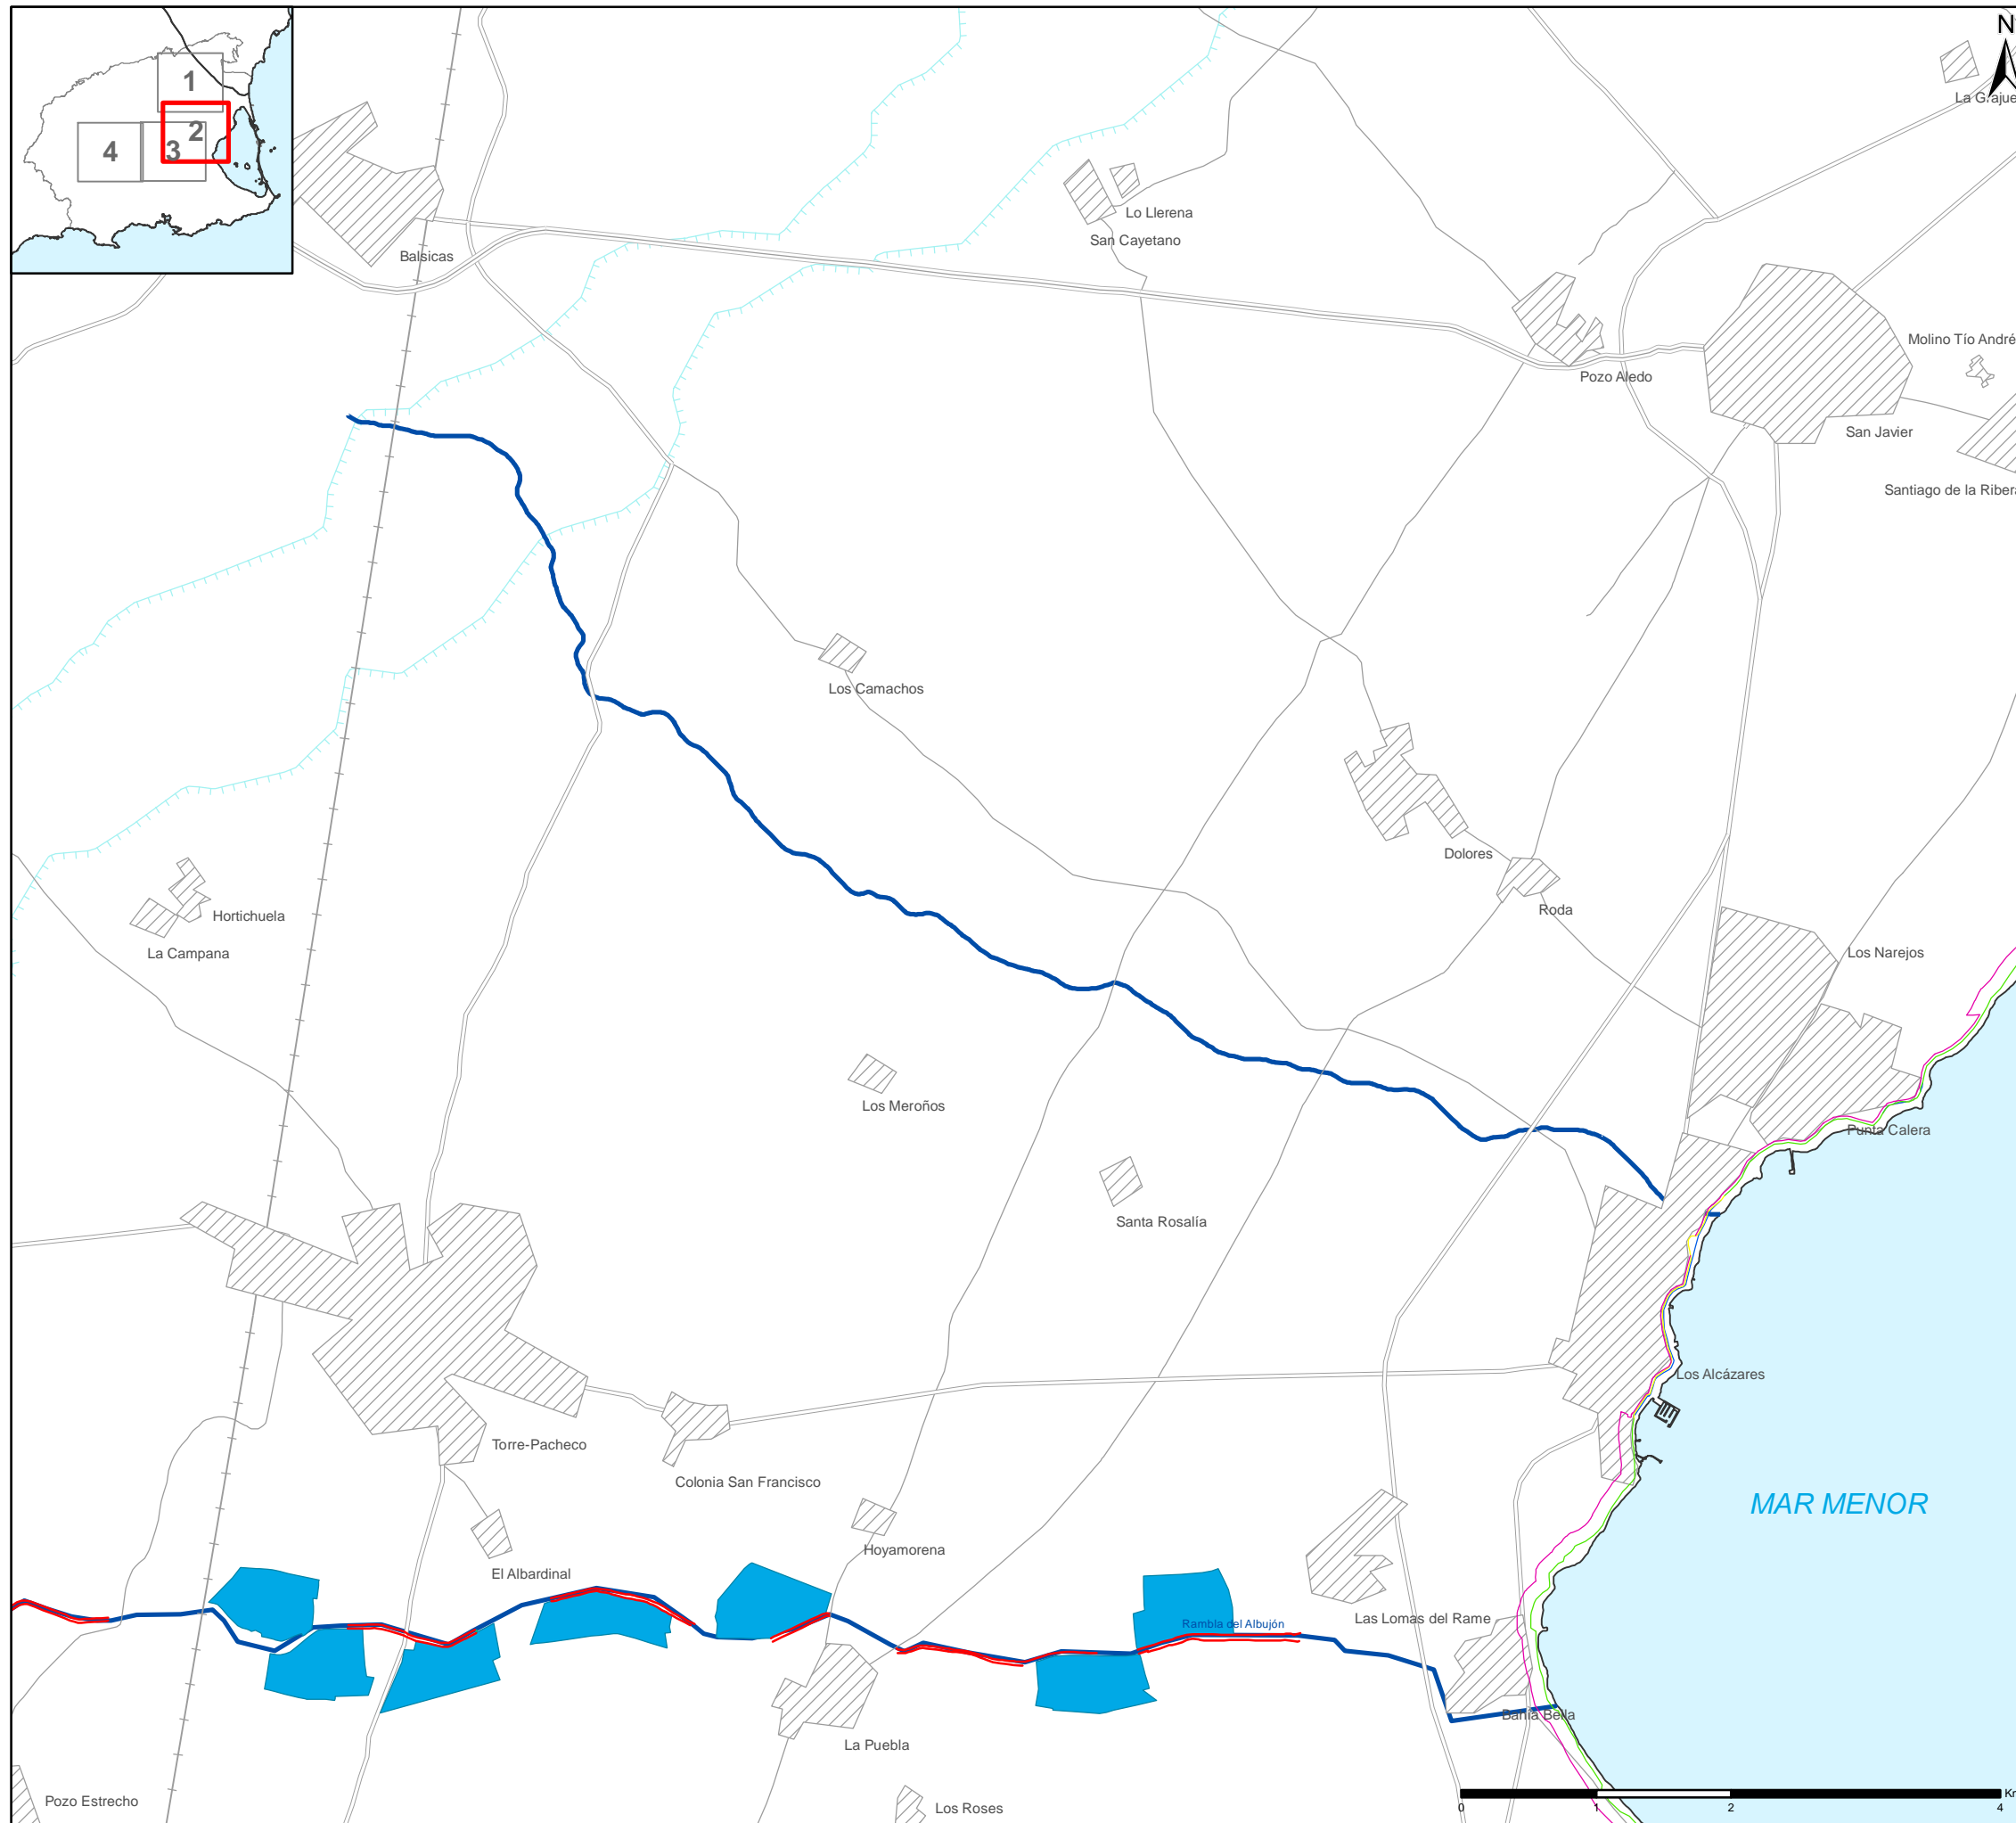 N
1
2
3
4
La Grajue
Lo Llerena
San Cayetano
Balsicas
Molino Tío André
Pozo Aledo
San Javier
Santiago de la Ribera
Los Camachos
Dolores
Roda
Hortichuela
La Campana
Los Narejos
Los Meroños
Punta Calera
Santa Rosalía
Los Alcázares
Torre-Pacheco
Colonia San Francisco
MAR MENOR
Hoyamorena
El Albardinal
Las Lomas del Rame
Rambla del Albujón
Bahía Bella
La Puebla
Pozo Estrecho
Los Roses
Km
0 1 2 4